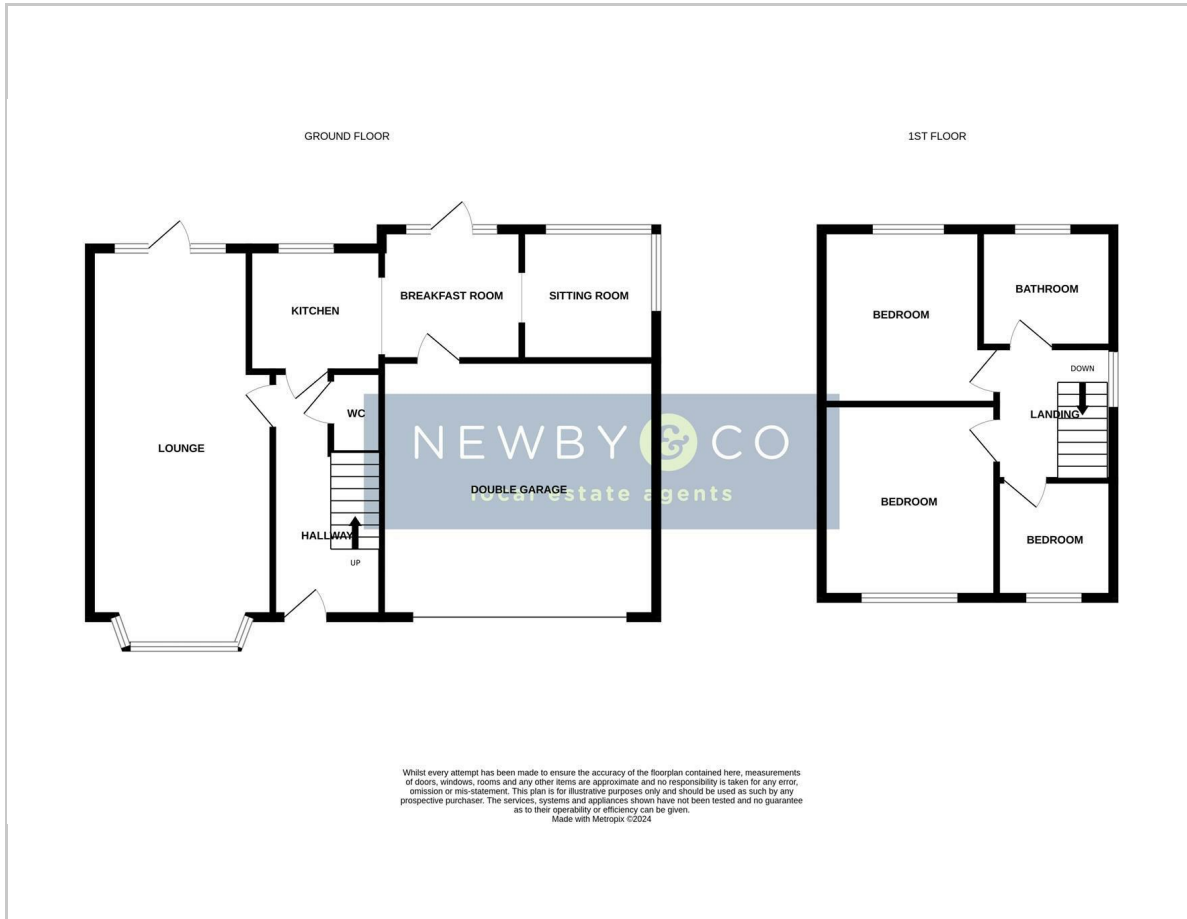 GROUND FLOOR
1ST FLOOR
BREAKFAST ROOM
SITTING ROOM
KITCHEN
WC
LOUNGE
HALLWAY
UP
DOUBLE GARAGE
NEWBY & CO
local estate agents
BEDROOM
BATHROOM
DOWN
LANDING
BEDROOM
BEDROOM
Whilst every attempt has been made to ensure the accuracy of the floorplan contained here, measurements
of doors, windows, rooms and any other items are approximate and no responsibility is taken for any error,
omission or mis-statement. This plan is for illustrative purposes only and should be used as such by any
prospective purchaser. The services, systems and appliances shown have not been tested and no guarantee
as to their operability or efficiency can be given.
Made with Metropix ©2024